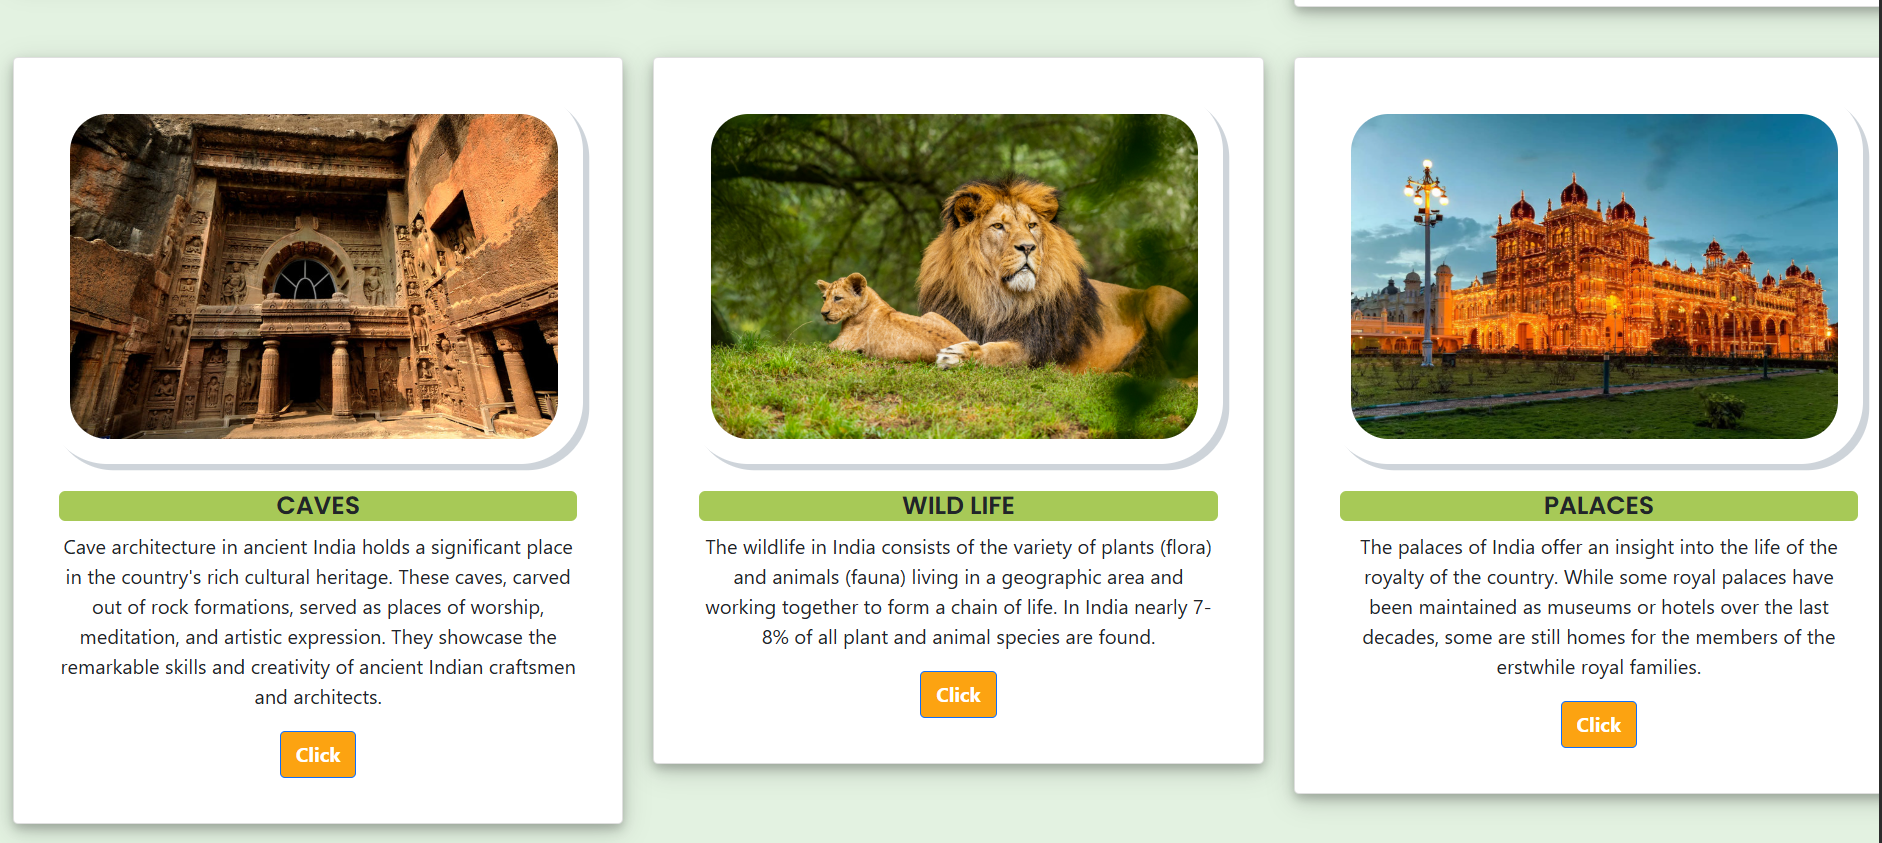 CAVES
Cave architecture in ancient India holds a significant place
in the country's rich cultural heritage. These caves, carved
out of rock formations, served as places of worship,
meditation, and artistic expression. They showcase the
remarkable skills and creativity of ancient Indian craftsmen
and architects.
Click
WILD LIFE
The wildlife in India consists of the variety of plants (flora)
and animals (fauna) living in a geographic area and
working together to form a chain of life. In India nearly 7-
8% of all plant and animal species are found.
Click
PALACES
The palaces of India offer an insight into the life of the
royalty of the country. While some royal palaces have
been maintained as museums or hotels over the last
decades, some are still homes for the members of the
erstwhile royal families.
Click